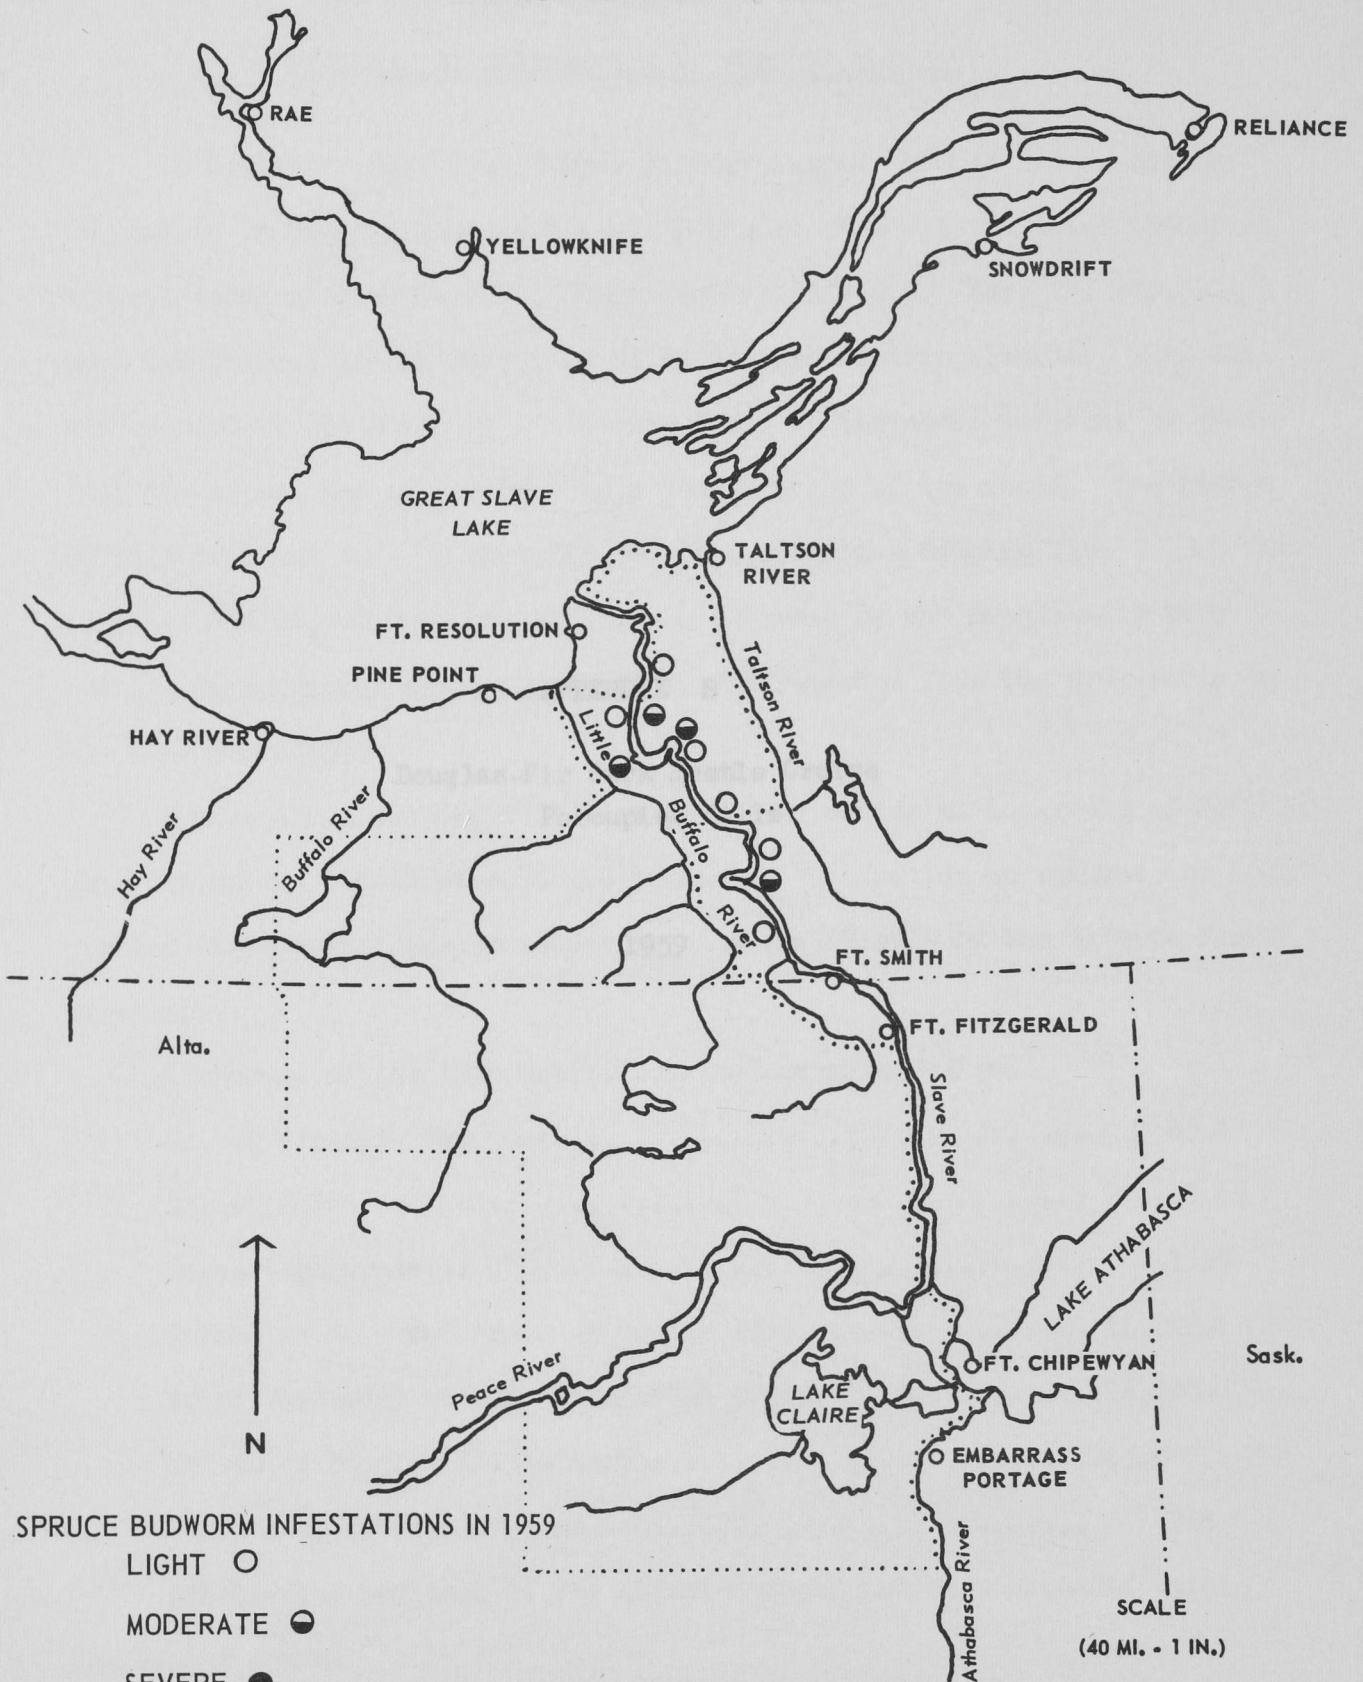 RAE
RELIANCE
YELLOWKNIFE
SNOWDRIFT
GREAT SLAVE
LAKE
TALTSON
RIVER
FT. RESOLUTION
PINE POINT
Taltson River
HAY RIVER
Little
Buffalo
River
Hay River
Buffalo River
1959
FT. SMITH
FT. FITZGERALD
Alta.
Slave River
LAKE ATHABASCA
Peace River
FT. CHIPEWYAN
Sask.
LAKE
CLAIRE
N
EMBARRASS
PORTAGE
Athabasca River
SPRUCE BUDWORM INFESTATIONS IN 1959
LIGHT
MODERATE
SEVERE
SCALE
(40 MI. - 1 IN.)